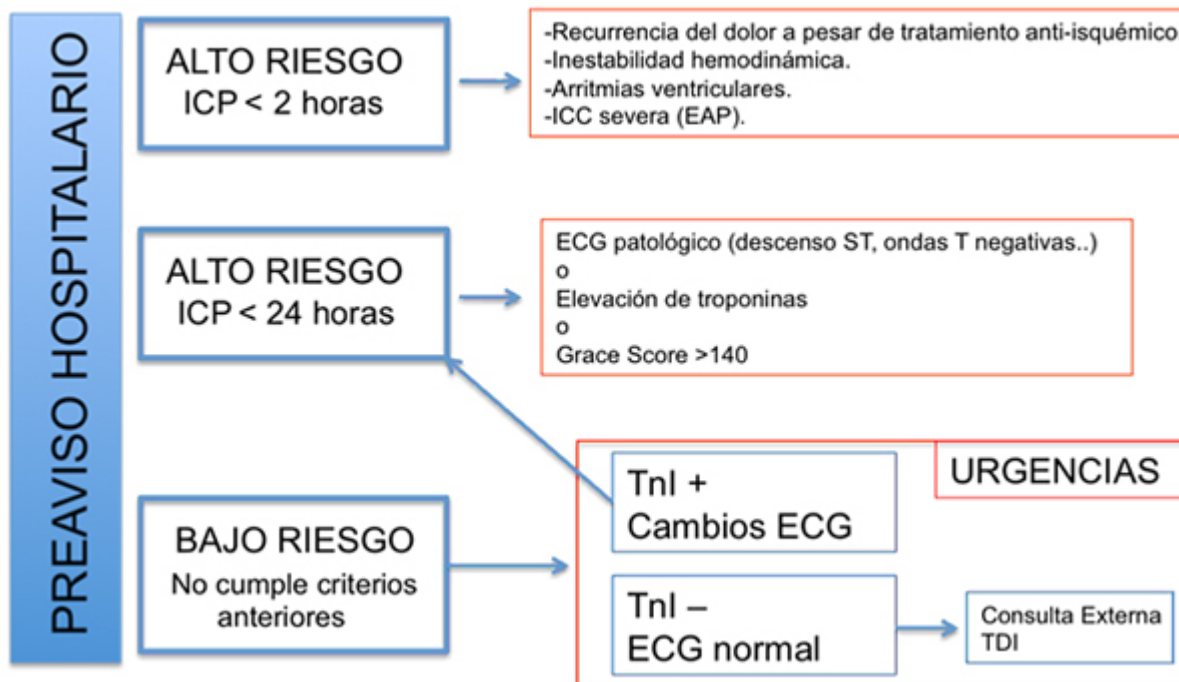 PREAVISO HOSPITALARIO
ALTO RIESGO
ICP < 2 horas
-Recurrencia del dolor a pesar de tratamiento anti-isquémico
-Inestabilidad hemodinámica.
-Arritmias ventriculares.
-ICC severa (EAP).
ALTO RIESGO
ICP < 24 horas
ECG patológico (descenso ST, ondas T negativas..)
o
Elevación de troponinas
o
Grace Score >140
BAJO RIESGO
No cumple criterios
anteriores
URGENCIAS
TnI +
Cambios ECG
TnI –
ECG normal
Consulta Externa
TDI